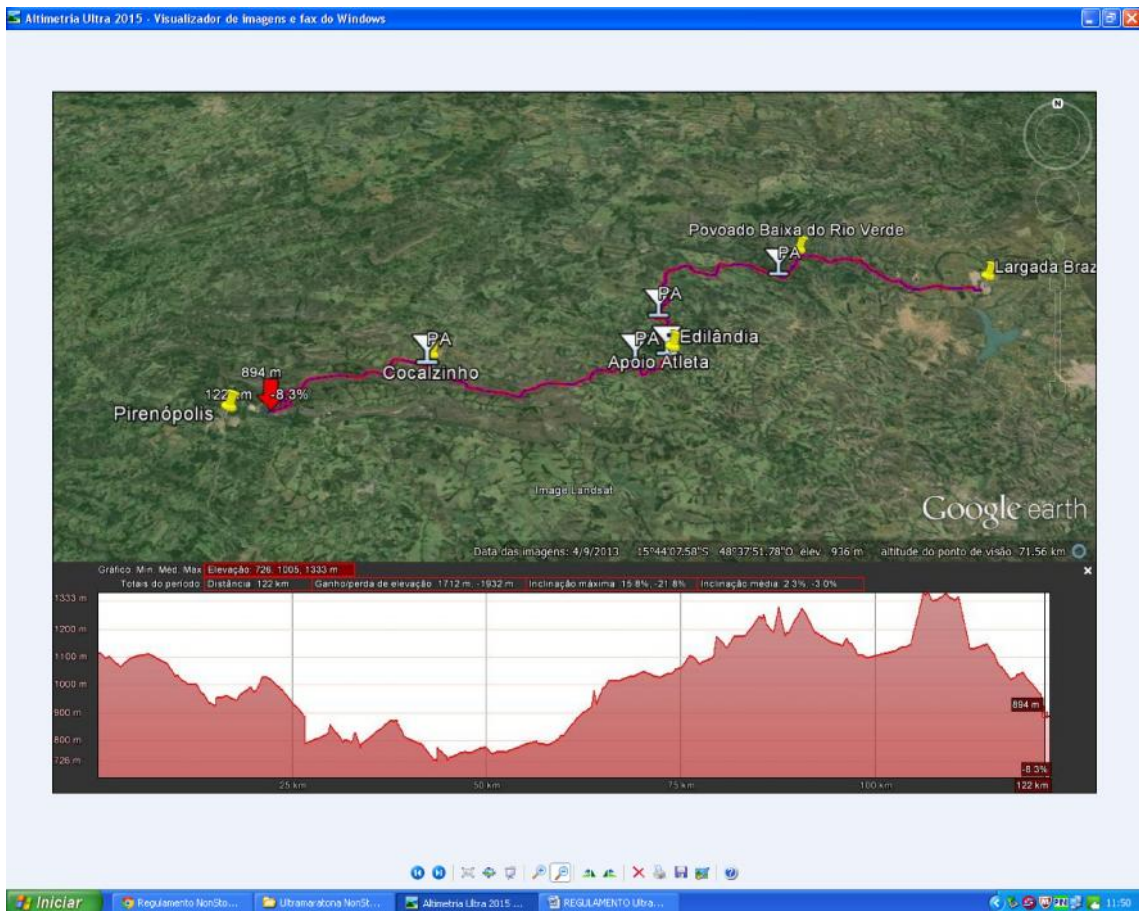 Altimetria Ultra 2015 - Visualizador de imagens e fax do Windows
N
Povoado Baixa do Rio Verde
PA
Largada Braz
PA
PA
Edilândia
PA
Apoio Atleta
Cocalzinho
894 m
-8.3%
Pirenópolis
Image Landsat
Google earth
Data das imagens: 4/9/2013 15°44'07.58"S 48°37'51.78"O elev. 936 m altitude do ponto de visão 71.56 km
Gráfico: Mín. Méd. Máx Elevação: 726, 1005, 1333 m
Totais do período: Distância: 122 km Ganho/perda de elevação: 1712 m, -1932 m Inclinação máxima: 15.8%, -21.8% Inclinação média: 2.3%, -3.0%
1333 m
1200 m
1100 m
1000 m
900 m
800 m
726 m
894 m
-8.3%
25 km 50 km 75 km 100 km 122 km
Iniciar Regulamento NonSto... Ultramaratona NonSt... Altimetria Ultra 2015 ... REGULAMENTO Ultra... 11:50